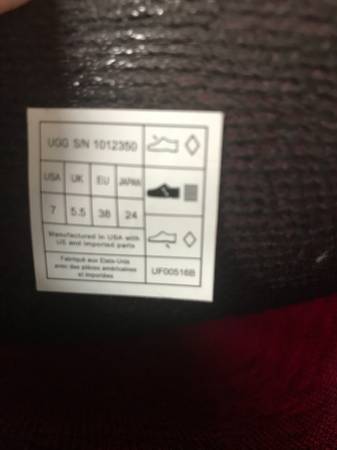 UGG S/N 1012350
USA UK EU JAPAN
7 5.5 38 24
Manufactured in USA with
US and imported parts
Fabriqué aux Etats-Unis
avec des pièces américaines
et importées
UF00516B